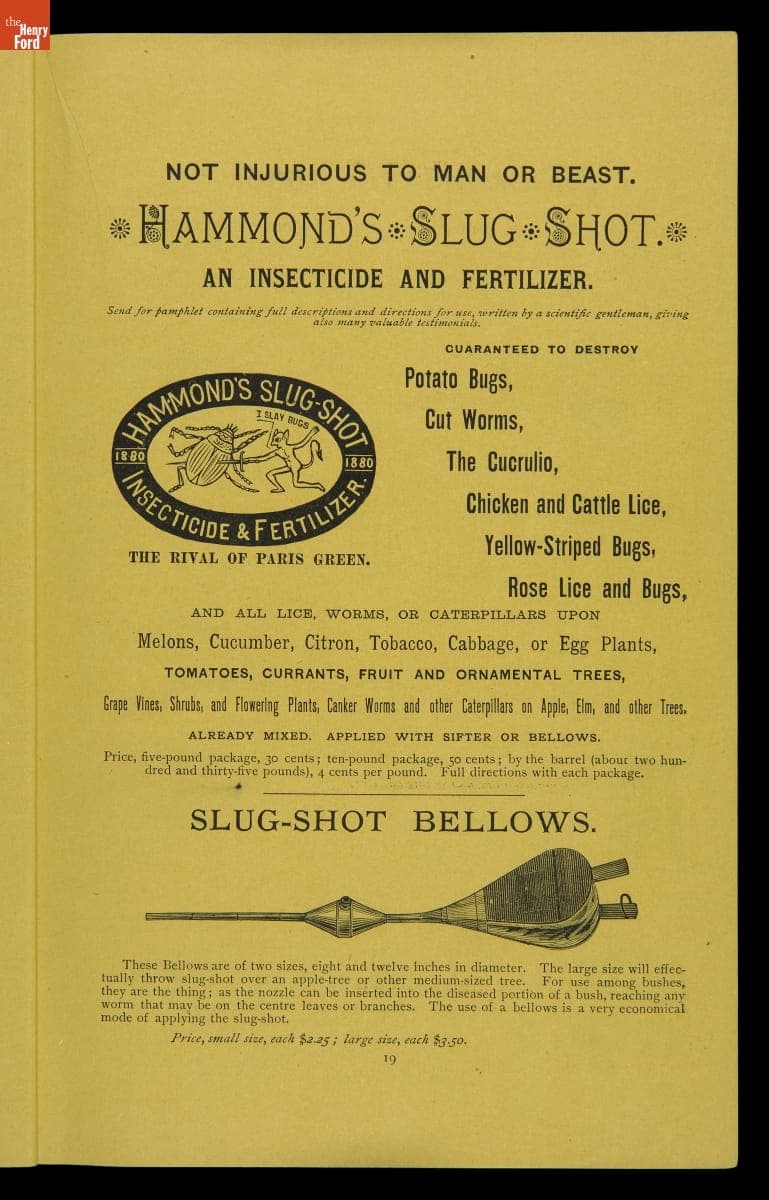 the
Henry
Ford
NOT INJURIOUS TO MAN OR BEAST.
HAMMOND'S SLUG SHOT.
AN INSECTICIDE AND FERTILIZER.
Send for pamphlet containing full descriptions and directions for use, written by a scientific gentleman, giving
also many valuable testimonials.
HAMMOND'S SLUG-SHOT
I SLAY BUGS
1880
1880
INSECTICIDE & FERTILIZER.
THE RIVAL OF PARIS GREEN.
GUARANTEED TO DESTROY
Potato Bugs,
Cut Worms,
The Cucrulio,
Chicken and Cattle Lice,
Yellow-Striped Bugs,
Rose Lice and Bugs,
AND ALL LICE, WORMS, OR CATERPILLARS UPON
Melons, Cucumber, Citron, Tobacco, Cabbage, or Egg Plants,
TOMATOES, CURRANTS, FRUIT AND ORNAMENTAL TREES,
Grape Vines, Shrubs, and Flowering Plants, Canker Worms and other Caterpillars on Apple, Elm, and other Trees.
ALREADY MIXED. APPLIED WITH SIFTER OR BELLOWS.
Price, five-pound package, 30 cents; ten-pound package, 50 cents; by the barrel (about two hun-
dred and thirty-five pounds), 4 cents per pound. Full directions with each package.
SLUG-SHOT BELLOWS.
These Bellows are of two sizes, eight and twelve inches in diameter. The large size will effec-
tually throw slug-shot over an apple-tree or other medium-sized tree. For use among bushes,
they are the thing; as the nozzle can be inserted into the diseased portion of a bush, reaching any
worm that may be on the centre leaves or branches. The use of a bellows is a very economical
mode of applying the slug-shot.
Price, small size, each $2.25; large size, each $3.50.
19